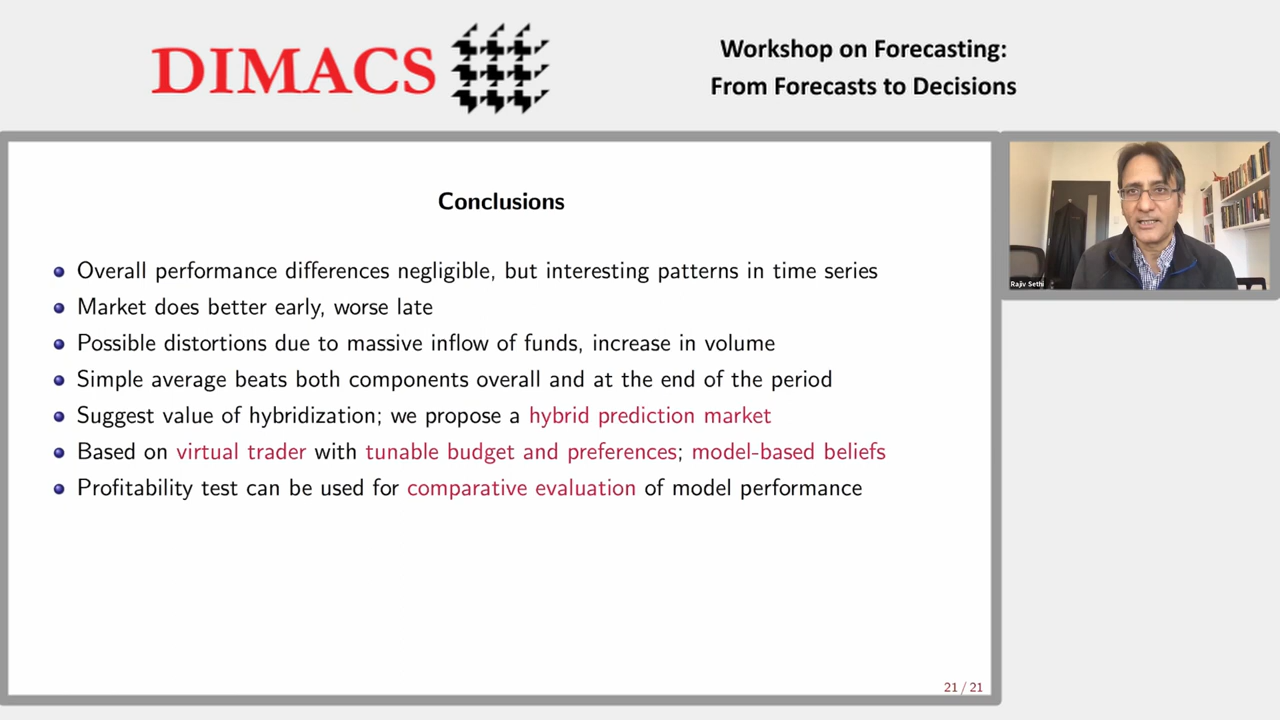 DIMACS
Workshop on Forecasting:
From Forecasts to Decisions
Conclusions
Overall performance differences negligible, but interesting patterns in time series
Market does better early, worse late
Possible distortions due to massive inflow of funds, increase in volume
Simple average beats both components overall and at the end of the period
Suggest value of hybridization; we propose a hybrid prediction market
Based on virtual trader with tunable budget and preferences; model-based beliefs
Profitability test can be used for comparative evaluation of model performance
21 / 21
Rajiv Sethi